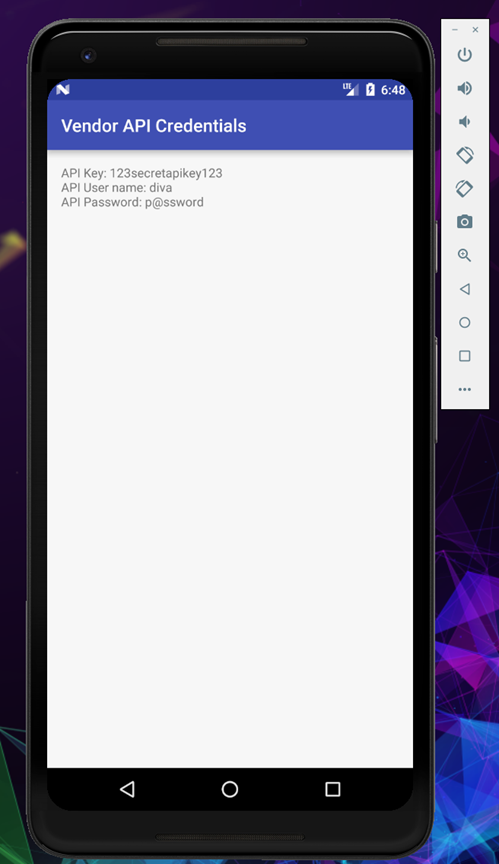 LTE 6:48
Vendor API Credentials
API Key: 123secretapikey123
API User name: diva
API Password: p@ssword